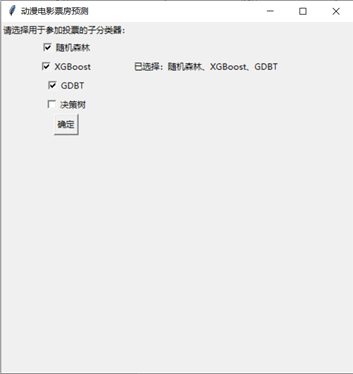 动漫电影票房预测
请选择用于参加投票的子分类器：
随机森林
XGBoost 已选择：随机森林、XGBoost、GDBT
GDBT
决策树
确定